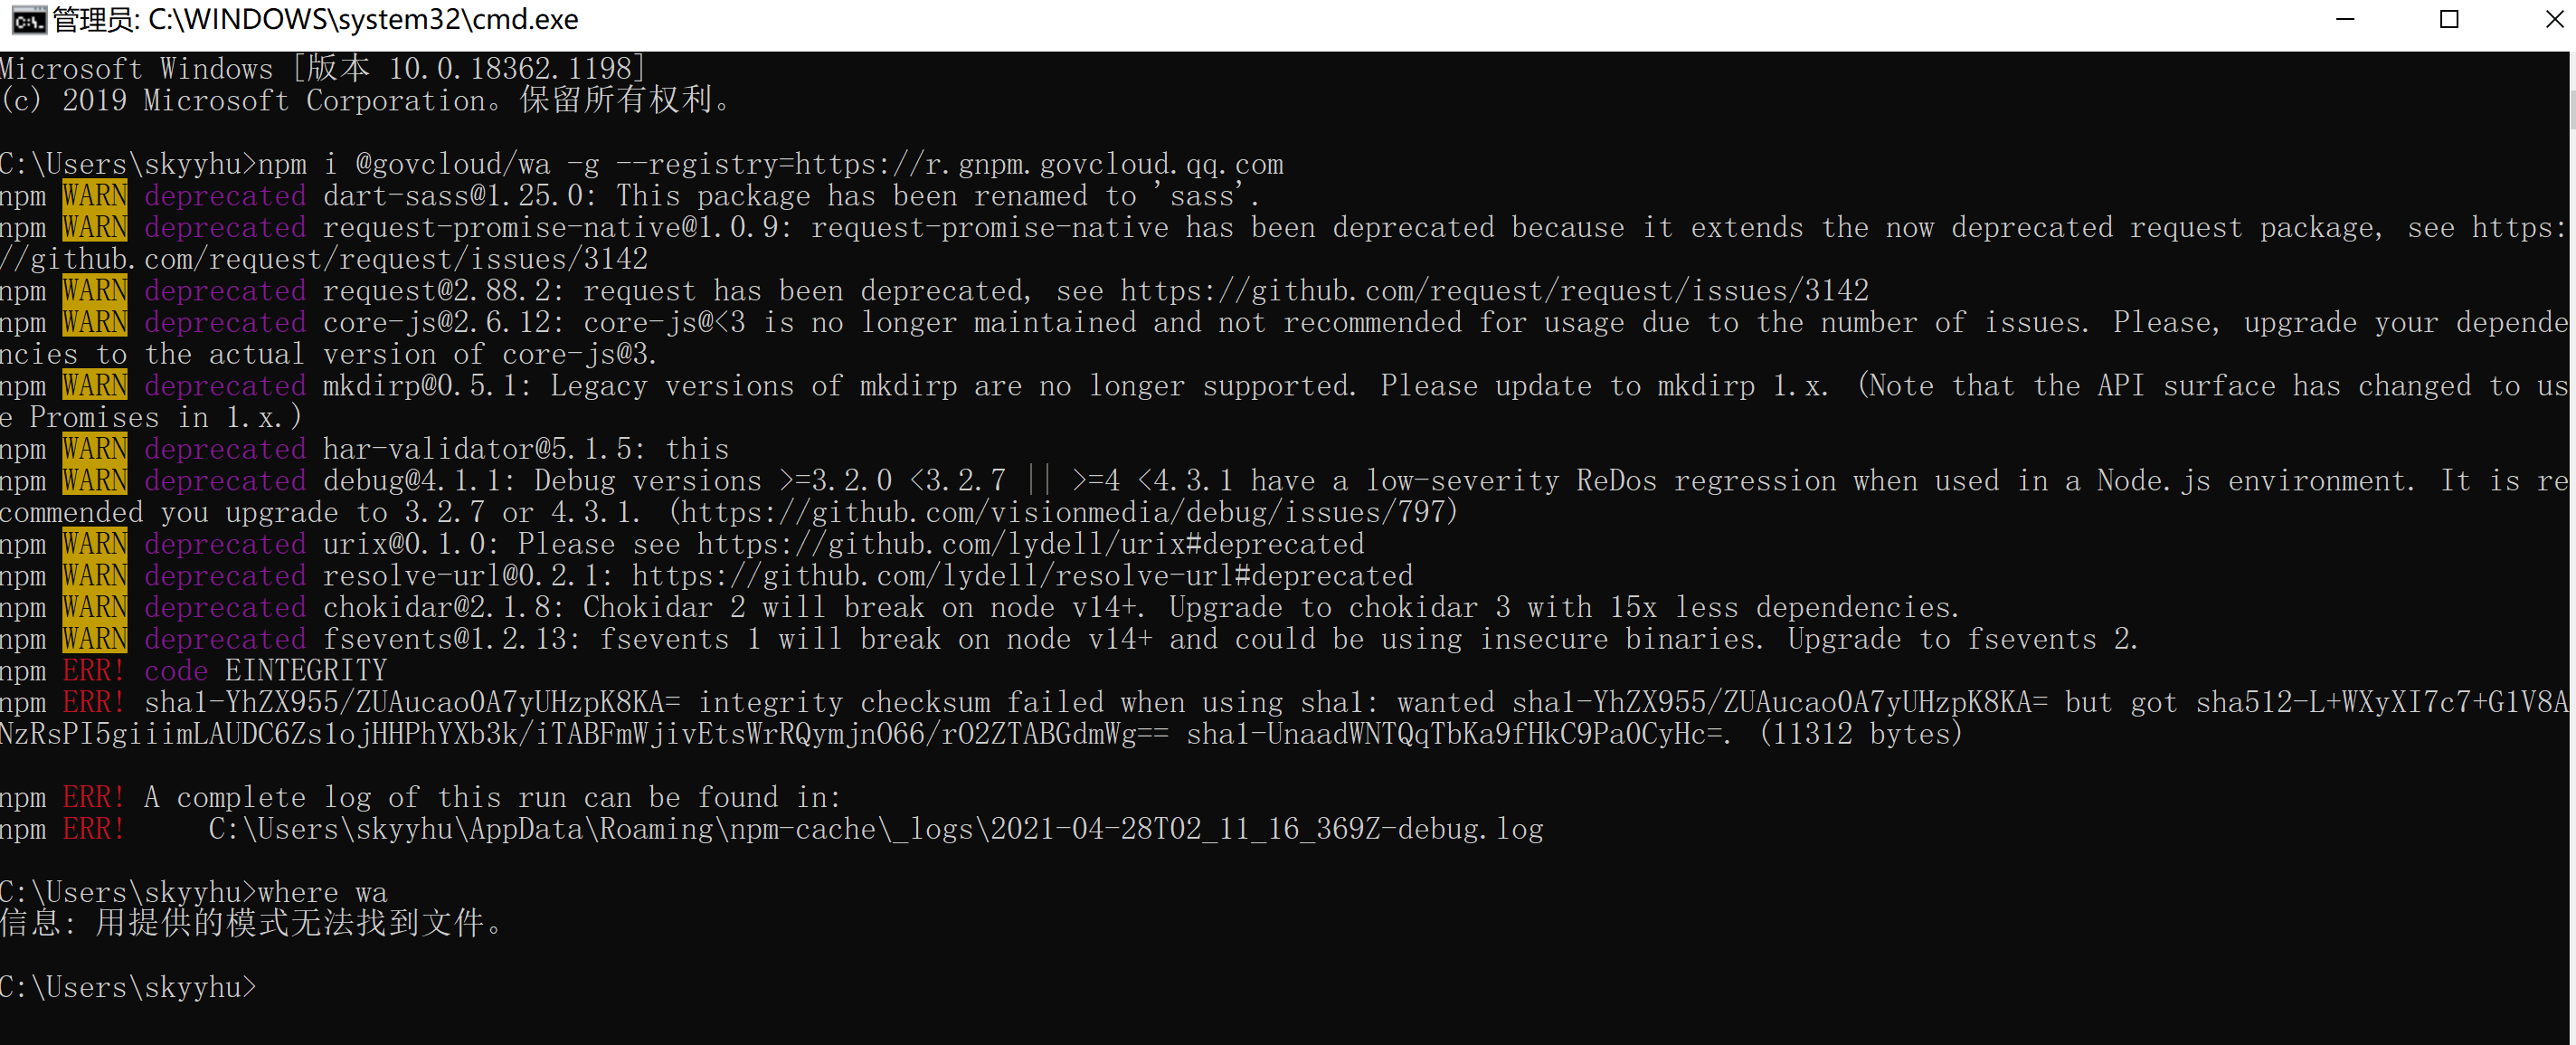 管理员: C:\WINDOWS\system32\cmd.exe
Microsoft Windows [版本 10.0.18362.1198]
(c) 2019 Microsoft Corporation。保留所有权利。
C:\Users\skyyhu>npm i @govcloud/wa -g --registry=https://r.gnpm.govcloud.qq.com
npm WARN deprecated dart-sass@1.25.0: This package has been renamed to 'sass'.
npm WARN deprecated request-promise-native@1.0.9: request-promise-native has been deprecated because it extends the now deprecated request package, see https:
//github.com/request/request/issues/3142
npm WARN deprecated request@2.88.2: request has been deprecated, see https://github.com/request/request/issues/3142
npm WARN deprecated core-js@2.6.12: core-js@<3 is no longer maintained and not recommended for usage due to the number of issues. Please, upgrade your depende
ncies to the actual version of core-js@3.
npm WARN deprecated mkdirp@0.5.1: Legacy versions of mkdirp are no longer supported. Please update to mkdirp 1.x. (Note that the API surface has changed to us
e Promises in 1.x.)
npm WARN deprecated har-validator@5.1.5: this
npm WARN deprecated debug@4.1.1: Debug versions >=3.2.0 <3.2.7 || >=4 <4.3.1 have a low-severity ReDos regression when used in a Node.js environment. It is re
commended you upgrade to 3.2.7 or 4.3.1. (https://github.com/visionmedia/debug/issues/797)
npm WARN deprecated urix@0.1.0: Please see https://github.com/lydell/urix#deprecated
npm WARN deprecated resolve-url@0.2.1: https://github.com/lydell/resolve-url#deprecated
npm WARN deprecated chokidar@2.1.8: Chokidar 2 will break on node v14+. Upgrade to chokidar 3 with 15x less dependencies.
npm WARN deprecated fsevents@1.2.13: fsevents 1 will break on node v14+ and could be using insecure binaries. Upgrade to fsevents 2.
npm ERR! code EINTEGRITY
npm ERR! sha1-YhZX955/ZUAucaoOA7yUHzpK8KA= integrity checksum failed when using sha1: wanted sha1-YhZX955/ZUAucaoOA7yUHzpK8KA= but got sha512-L+WXyXI7c7+G1V8A
NzRsPI5giiimLAUDC6Zs1ojHHPhYXb3k/iTABFmWjivEtsWrRQymjnO66/rO2ZTABGdmWg== sha1-UnaadWNTQqTbKa9fHkC9PaOCyHc=. (11312 bytes)
npm ERR! A complete log of this run can be found in:
npm ERR!     C:\Users\skyyhu\AppData\Roaming\npm-cache\_logs\2021-04-28T02_11_16_369Z-debug.log
C:\Users\skyyhu>where wa
信息: 用提供的模式无法找到文件。
C:\Users\skyyhu>